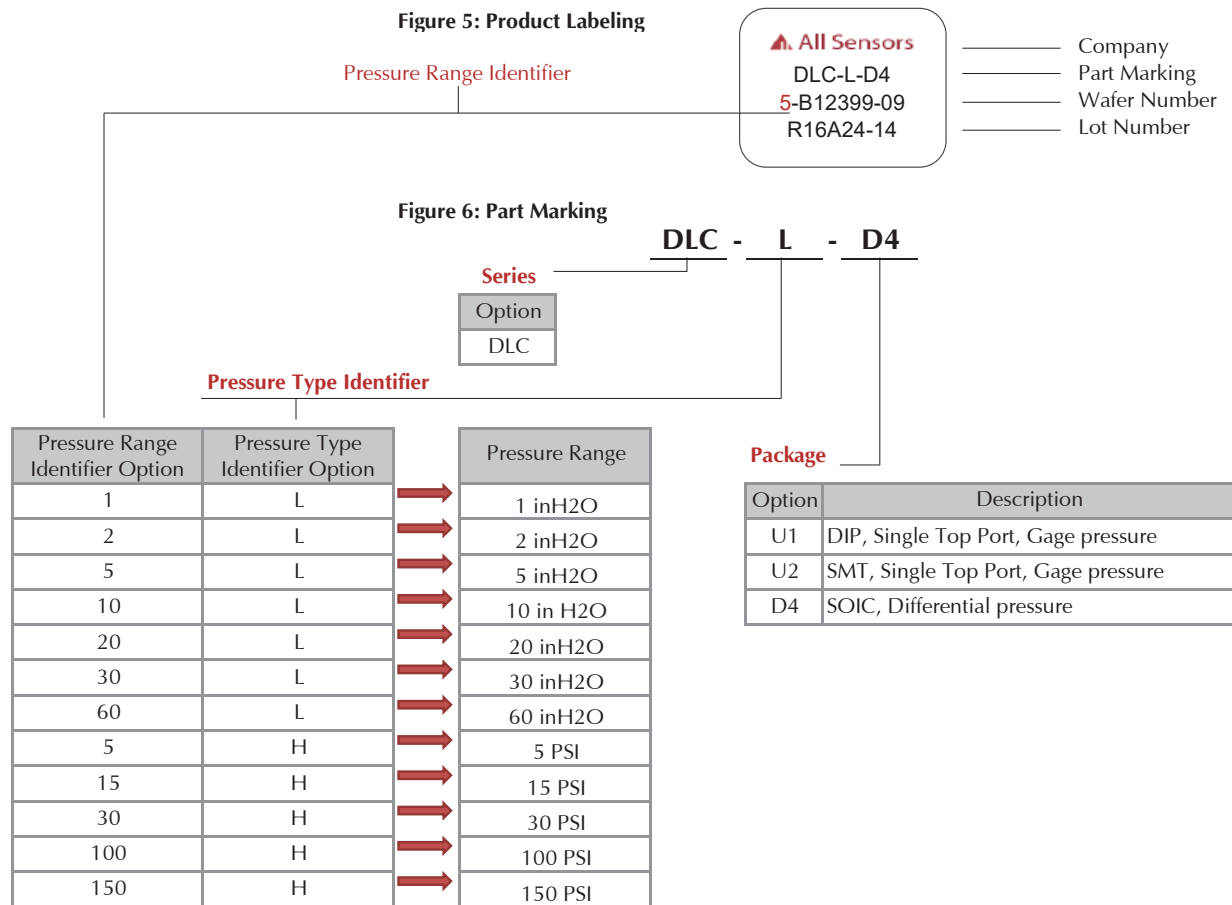 Figure 5: Product Labeling
Pressure Range Identifier
All Sensors
DLC-L-D4
5-B12399-09
R16A24-14
Company
Part Marking
Wafer Number
Lot Number
Figure 6: Part Marking
DLC - L - D4
Series
Option
DLC
Pressure Type Identifier
Pressure Range Identifier Option Pressure Type Identifier Option Pressure Range
1 L 1 inH2O
2 L 2 inH2O
5 L 5 inH2O
10 L 10 in H2O
20 L 20 inH2O
30 L 30 inH2O
60 L 60 inH2O
5 H 5 PSI
15 H 15 PSI
30 H 30 PSI
100 H 100 PSI
150 H 150 PSI
Package
Option Description
U1 DIP, Single Top Port, Gage pressure
U2 SMT, Single Top Port, Gage pressure
D4 SOIC, Differential pressure